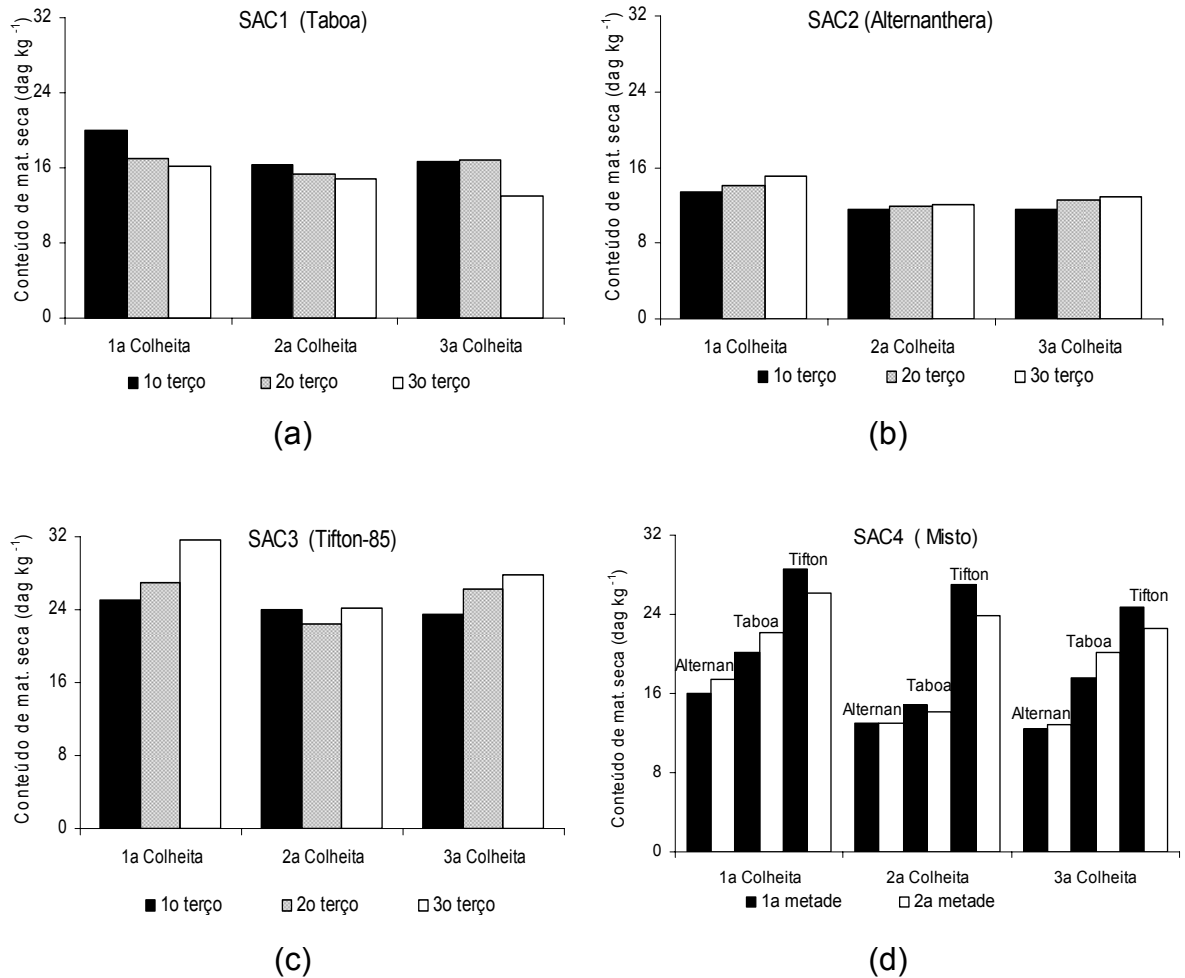 SAC1 (Taboa)
Conteúdo de mat. seca (dag kg -1)
32
24
16
8
0
1a Colheita 2a Colheita 3a Colheita
1o terço 2o terço 3o terço
(a)
SAC2 (Alternanthera)
Conteúdo de mat. seca (dag kg -1)
32
24
16
8
0
1a Colheita 2a Colheita 3a Colheita
1o terço 2o terço 3o terço
(b)
SAC3 (Tifton-85)
Conteúdo de mat. seca (dag kg -1)
32
24
16
8
0
1a Colheita 2a Colheita 3a Colheita
1o terço 2o terço 3o terço
(c)
SAC4 ( Misto)
Conteúdo de mat. seca (dag kg -1)
32
24
16
8
0
Alternan Taboa Tifton
Alternan Taboa Tifton
Alternan Taboa Tifton
1a Colheita 2a Colheita 3a Colheita
1a metade 2a metade
(d)